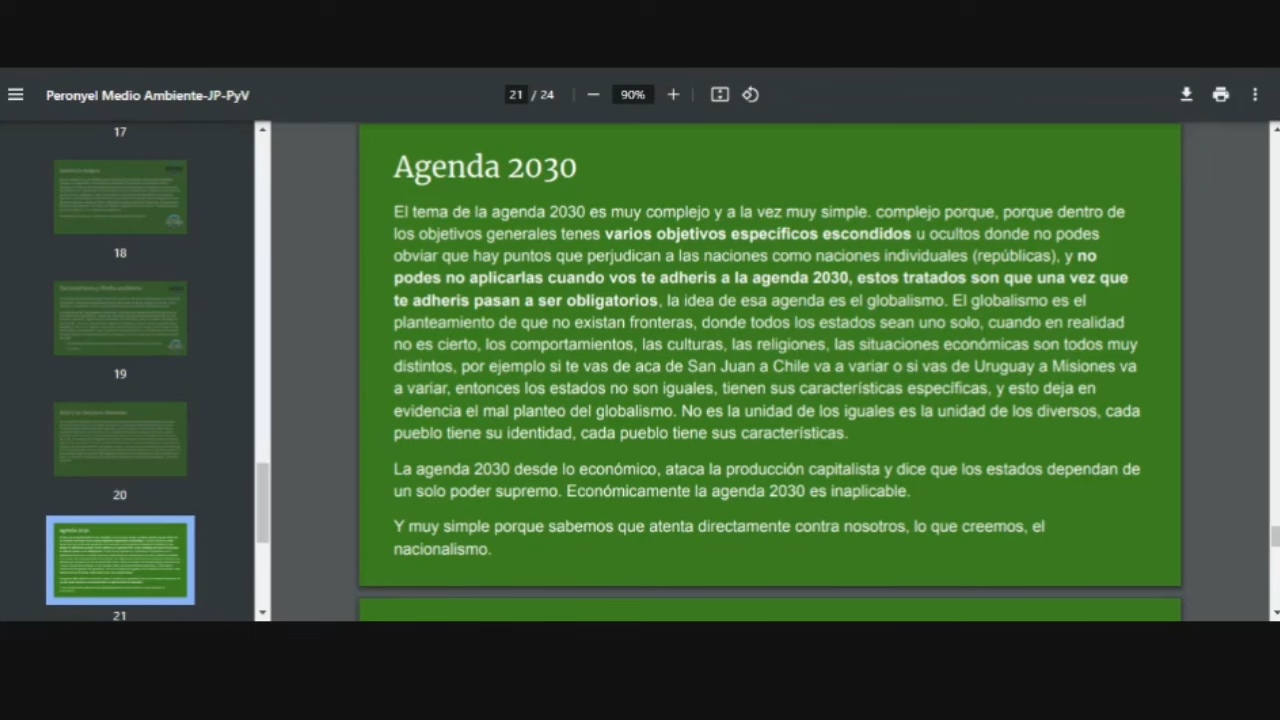 Peronyel Medio Ambiente-JP-PyV
21 / 24
90%
17
18
19
20
21
Agenda 2030
El tema de la agenda 2030 es muy complejo y a la vez muy simple. complejo porque, porque dentro de
los objetivos generales tenes varios objetivos específicos escondidos u ocultos donde no podes
obviar que hay puntos que perjudican a las naciones como naciones individuales (repúblicas), y no
podes no aplicarlas cuando vos te adheris a la agenda 2030, estos tratados son que una vez que
te adheris pasan a ser obligatorios, la idea de esa agenda es el globalismo. El globalismo es el
planteamiento de que no existan fronteras, donde todos los estados sean uno solo, cuando en realidad
no es cierto, los comportamientos, las culturas, las religiones, las situaciones económicas son todos muy
distintos, por ejemplo si te vas de aca de San Juan a Chile va a variar o si vas de Uruguay a Misiones va
a variar, entonces los estados no son iguales, tienen sus características específicas, y esto deja en
evidencia el mal planteo del globalismo. No es la unidad de los iguales es la unidad de los diversos, cada
pueblo tiene su identidad, cada pueblo tiene sus características.
La agenda 2030 desde lo económico, ataca la producción capitalista y dice que los estados dependan de
un solo poder supremo. Económicamente la agenda 2030 es inaplicable.
Y muy simple porque sabemos que atenta directamente contra nosotros, lo que creemos, el
nacionalismo.